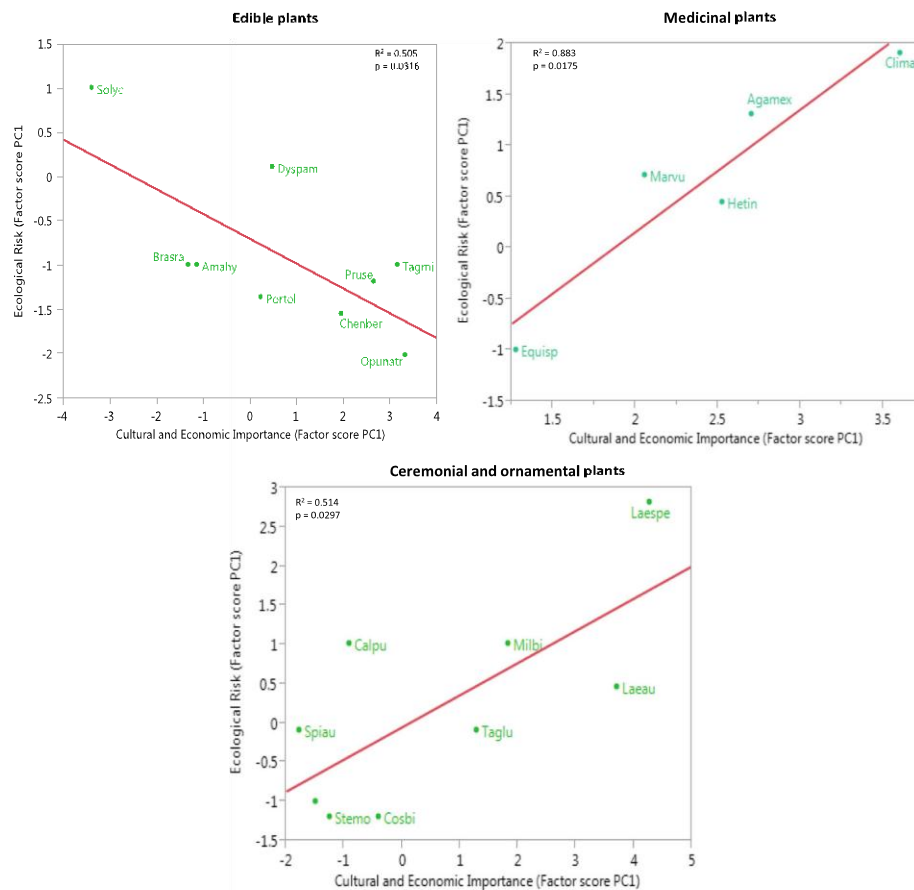 Edible plants
R² = 0.505
p = 0.0316
1.5
1
0.5
0
-0.5
-1
-1.5
-2
-2.5
Ecological Risk (Factor score PC1)
Solyc
Dyspam
Brasra
Amahy
Portol
Pruse
Tagmi
Chenber
Opunatr
-4
-3
-2
-1
0
1
2
3
4
Cultural and Economic Importance (Factor score PC1)
Medicinal plants
R² = 0.883
p = 0.0175
2
1.5
1
0.5
0
-0.5
-1
-1.5
Ecological Risk (Factor score PC1)
Clima
Agamex
Marvu
Hetin
Equisp
1.5
2
2.5
3
3.5
Cultural and Economic Importance (Factor score PC1)
Ceremonial and ornamental plants
R² = 0.514
p = 0.0297
3
2.5
2
1.5
1
0.5
0
-0.5
-1
-1.5
Ecological Risk (Factor score PC1)
Laespe
Calpu
Milbi
Laeau
Spiau
Taglu
Stemo
Cosbi
-2
-1
0
1
2
3
4
5
Cultural and Economic Importance (Factor score PC1)